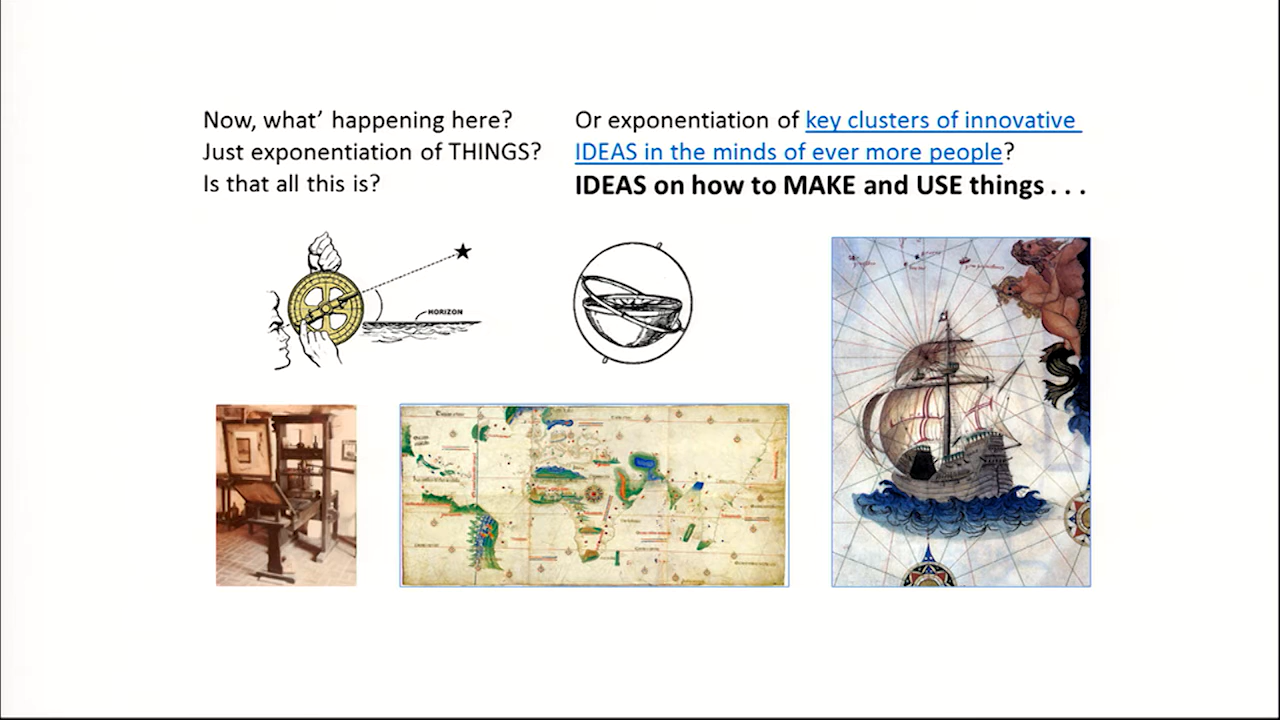 Now, what’ happening here?
Just exponentiation of THINGS?
Is that all this is?
Or exponentiation of key clusters of innovative
IDEAS in the minds of ever more people?
IDEAS on how to MAKE and USE things . . .
HORIZON